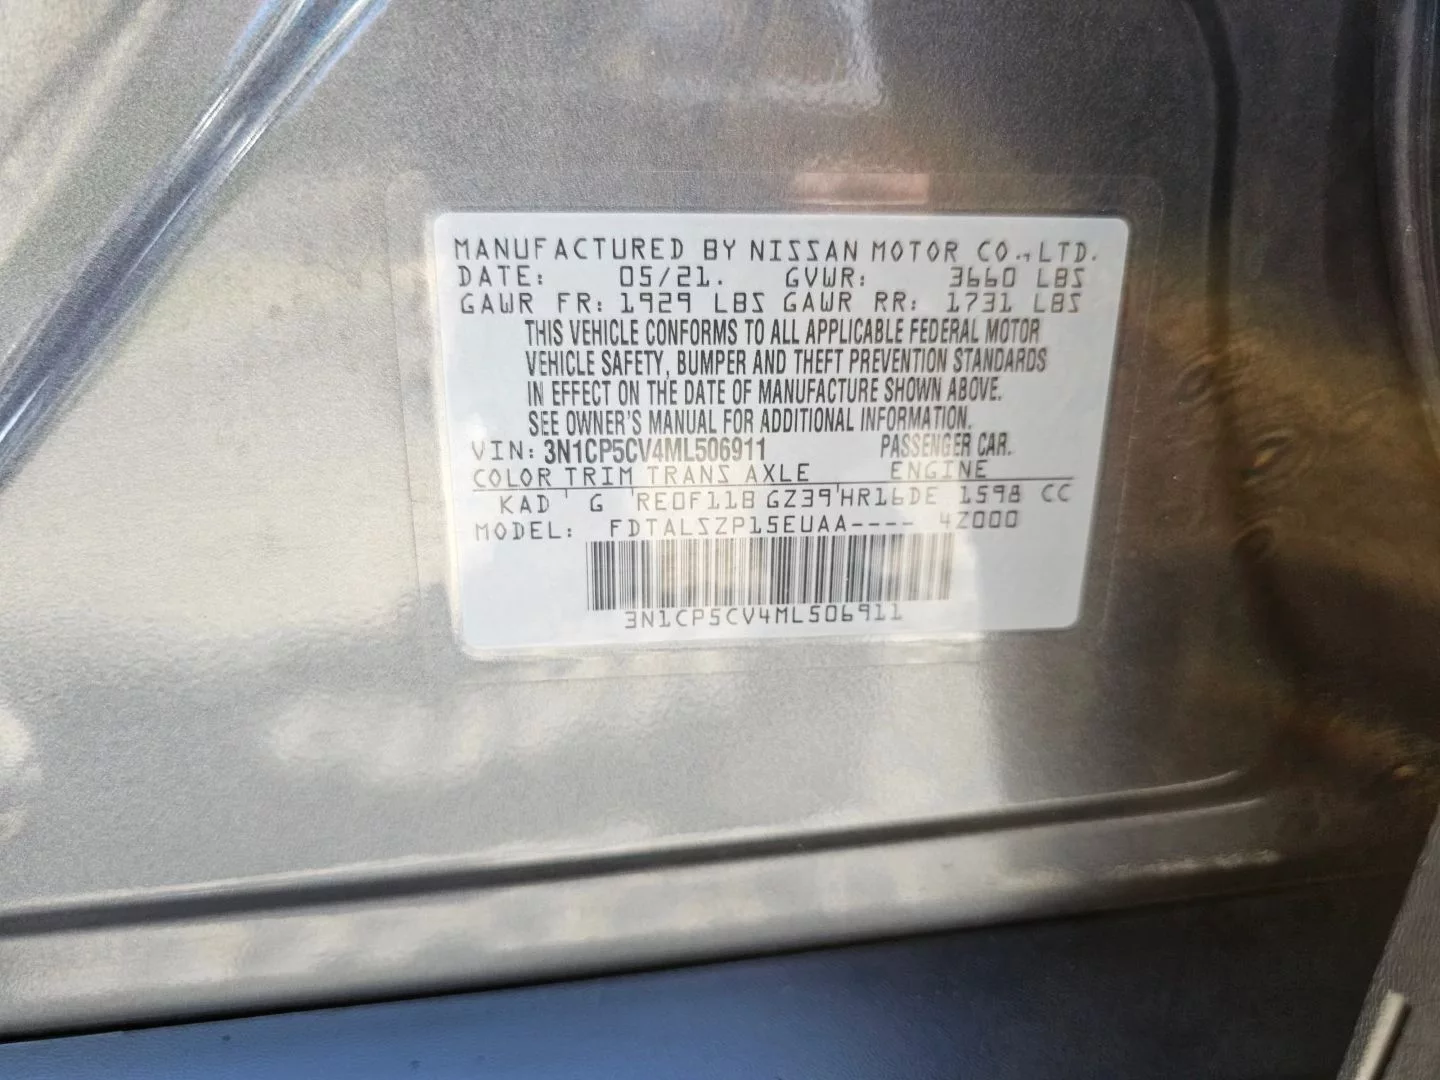 MANUFACTURED BY NISSAN MOTOR CO.,LTD.
DATE: 05/21. GVWR: 3660 LBS
GAWR FR: 1929 LBS GAWR RR: 1731 LBS
THIS VEHICLE CONFORMS TO ALL APPLICABLE FEDERAL MOTOR
VEHICLE SAFETY, BUMPER AND THEFT PREVENTION STANDARDS
IN EFFECT ON THE DATE OF MANUFACTURE SHOWN ABOVE.
SEE OWNER'S MANUAL FOR ADDITIONAL INFORMATION.
VIN: 3N1CP5CV4ML506911 PASSENGER CAR.
COLOR TRIM TRANS AXLE ENGINE
KAD G RE0F11B GZ39 HR16DE 1598 CC
MODEL: FDTALSZP15EUAA---- 4Z000
3N1CP5CV4ML506911